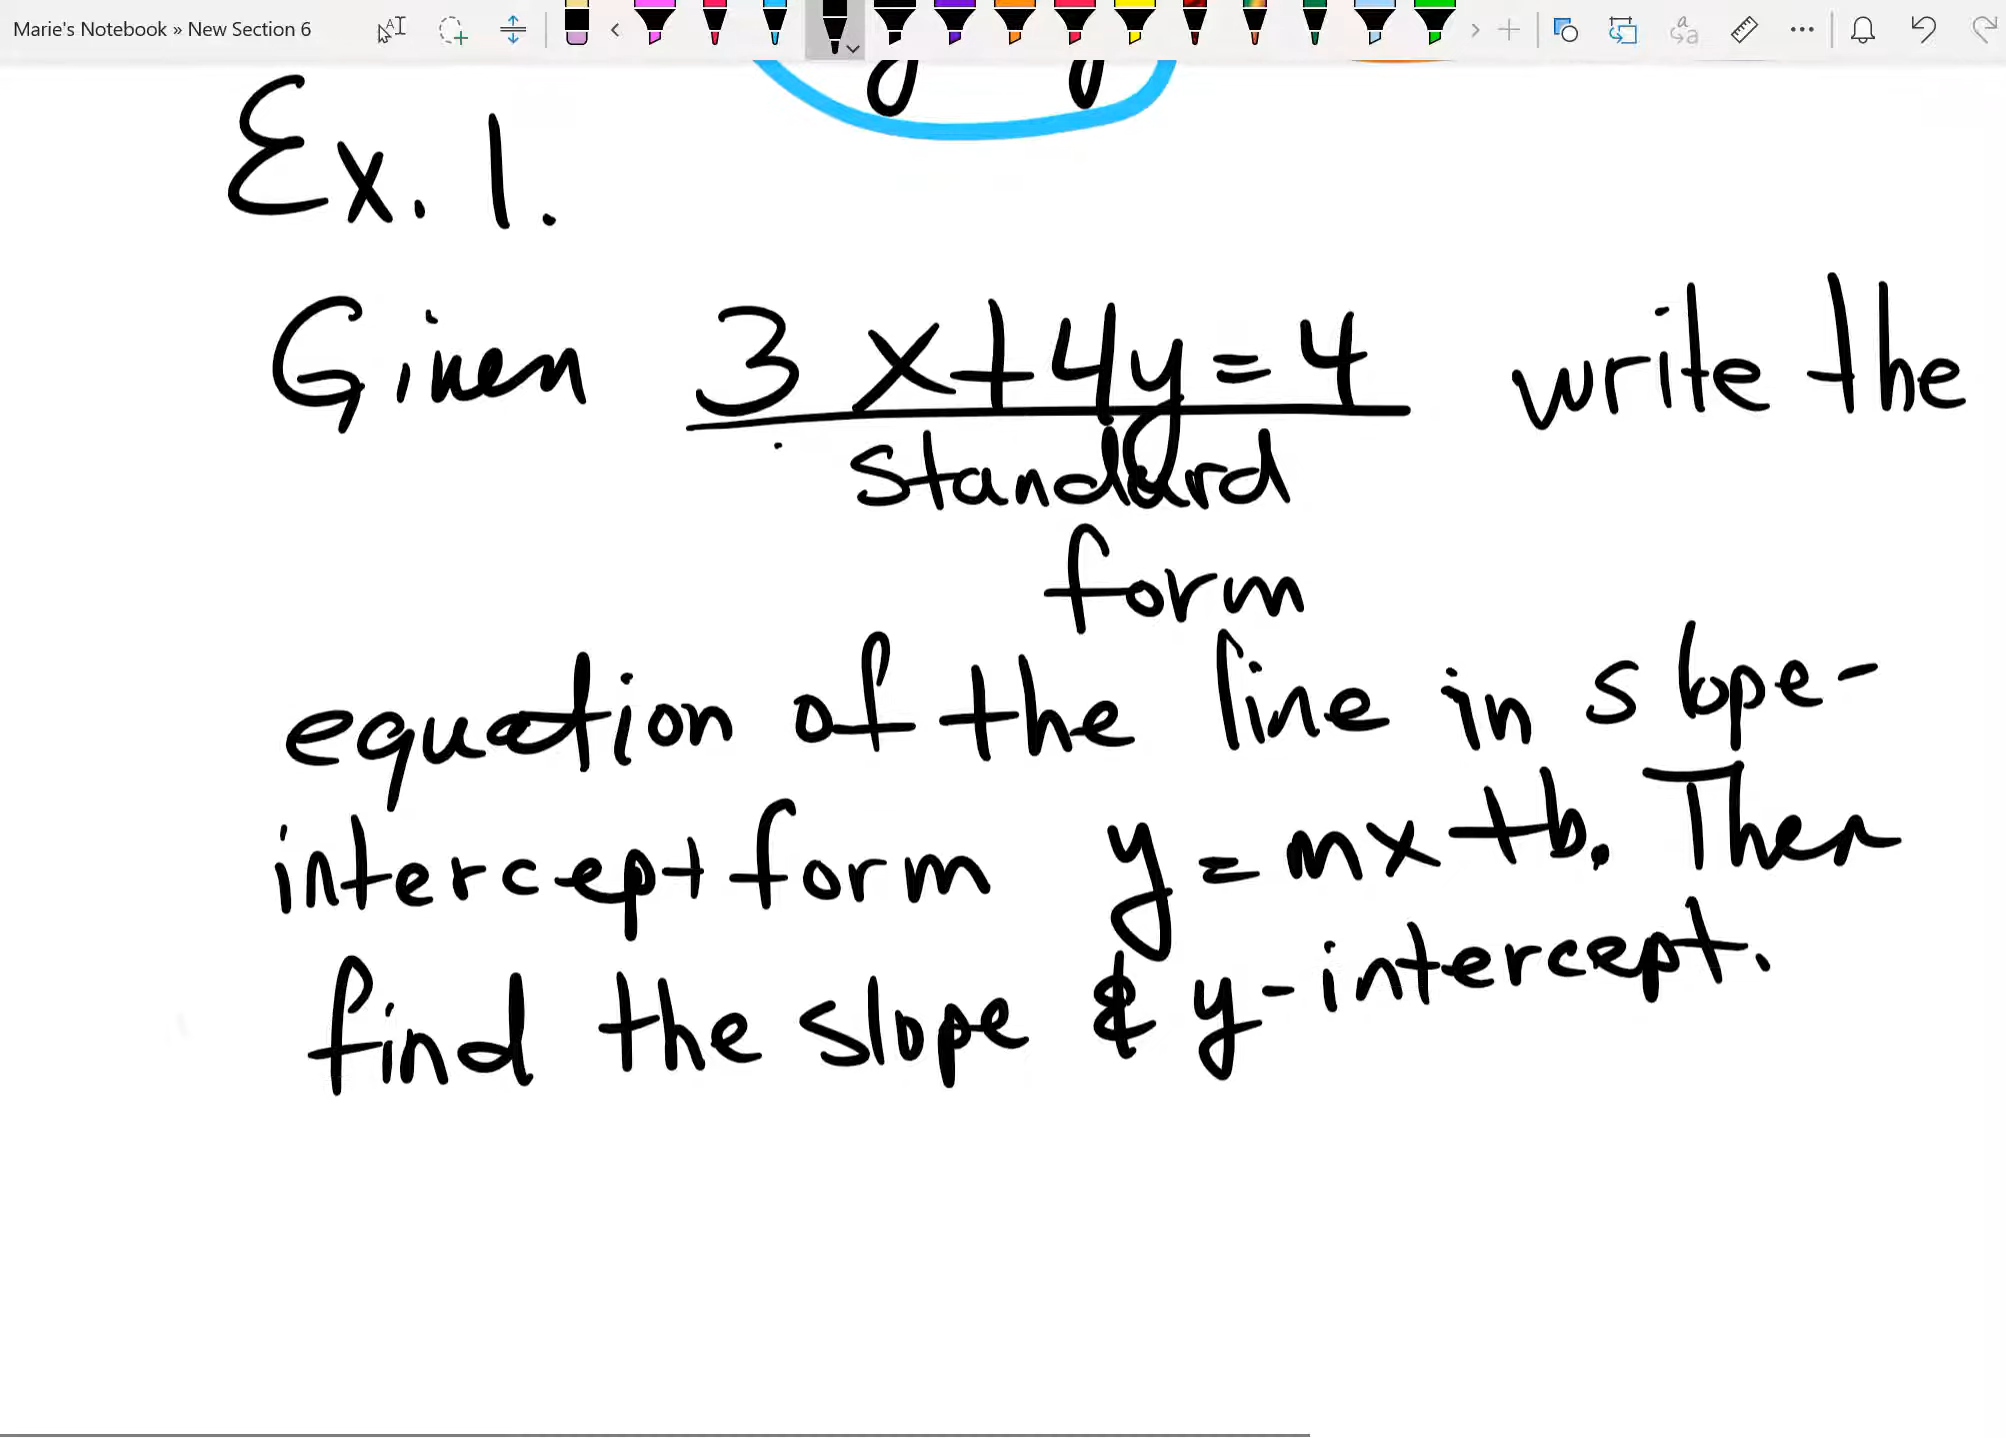 Marie's Notebook » New Section 6
Ex. 1.
Given 3x+4y=4 write the
standard
form
equation of the line in slope-
intercept form y=mx+b. Then
find the slope & y-intercept.